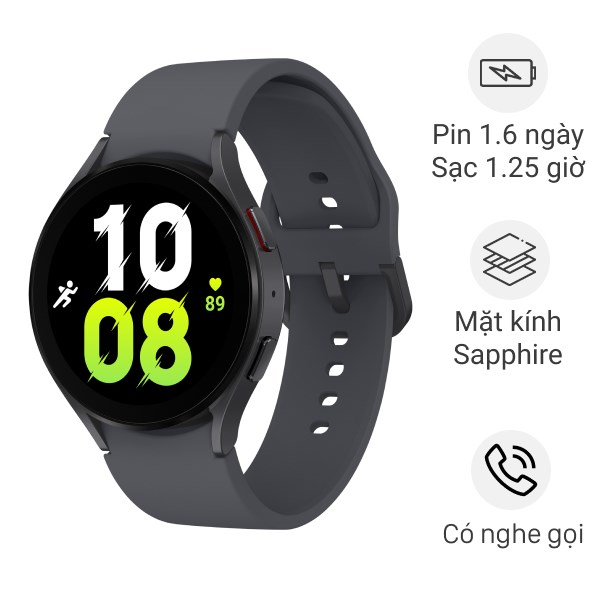 10
08
89
Pin 1.6 ngày
Sạc 1.25 giờ
Mặt kính
Sapphire
Có nghe gọi